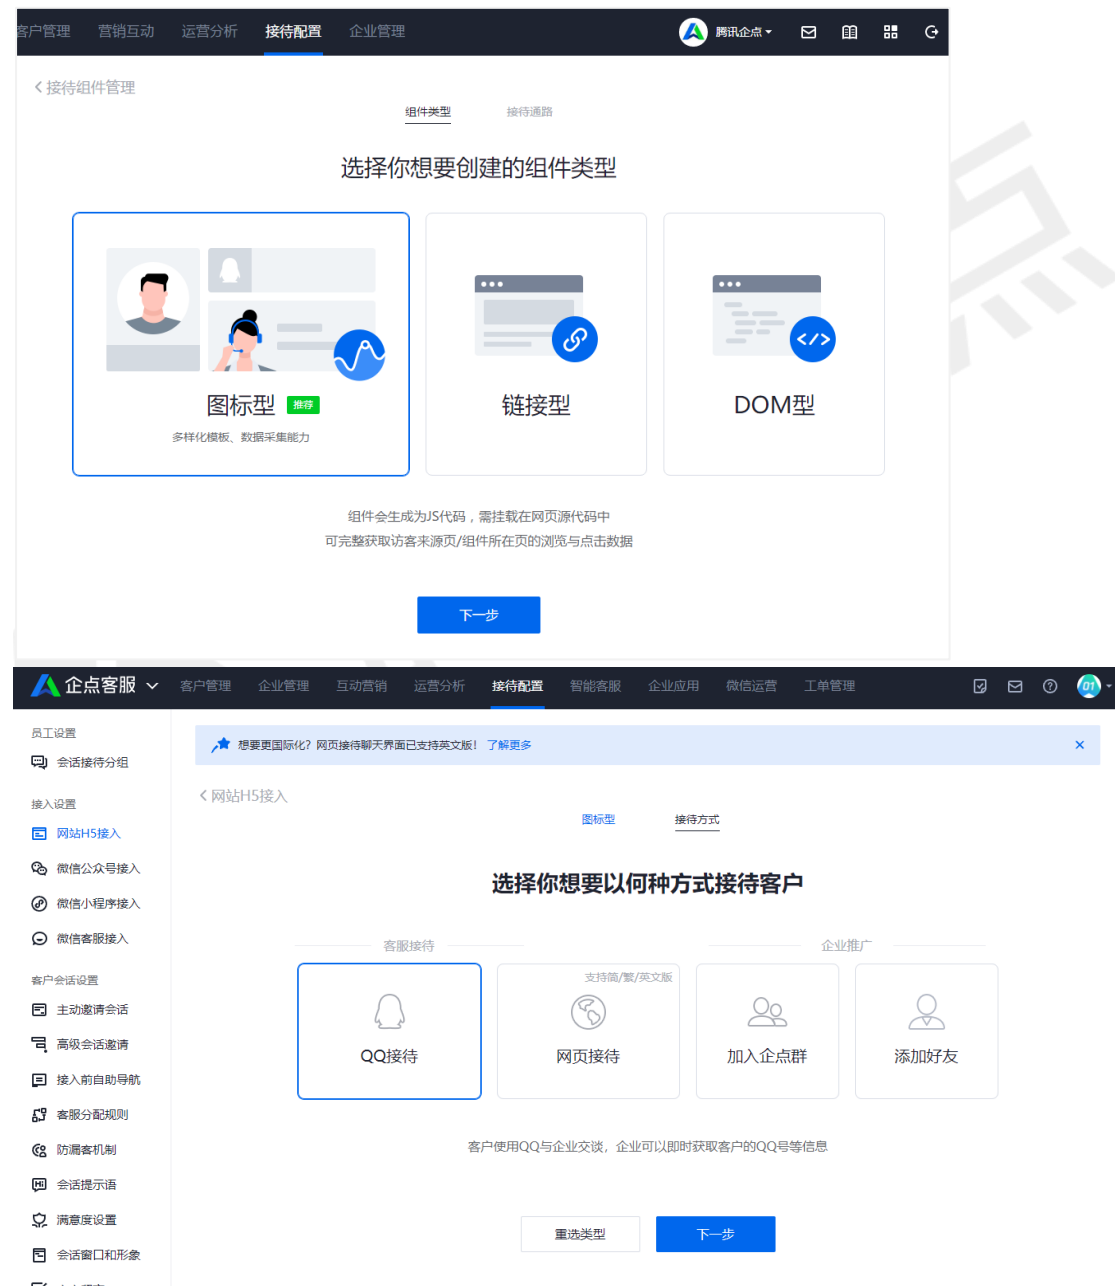 客户管理 营销互动 运营分析 接待配置 企业管理 腾讯企点
接待组件管理
组件类型 接待通路
选择你想要创建的组件类型
图标型 推荐
多样化模板、数据采集能力
链接型
DOM型
组件会生成为JS代码，需挂载在网页源代码中
可完整获取访客来源页/组件所在页的浏览与点击数据
下一步
点
企点客服 客户管理 企业管理 互动营销 运营分析 接待配置 智能客服 企业应用 微信运营 工单管理 01
员工设置
会话接待分组
接入设置
网站H5接入
微信公众号接入
微信小程序接入
微信客服接入
客户会话设置
主动邀请会话
高级会话邀请
接入前自助导航
客服分配规则
防漏客机制
会话提示语
满意度设置
会话窗口和形象
想要更国际化？网页接待聊天界面已支持英文版！ 了解更多
网站H5接入
图标型 接待方式
选择你想要以何种方式接待客户
客服接待 企业推广
QQ接待
支持简/繁/英文版
网页接待
加入企点群
添加好友
客户使用QQ与企业交谈，企业可以即时获取客户的QQ号等信息
重选类型 下一步